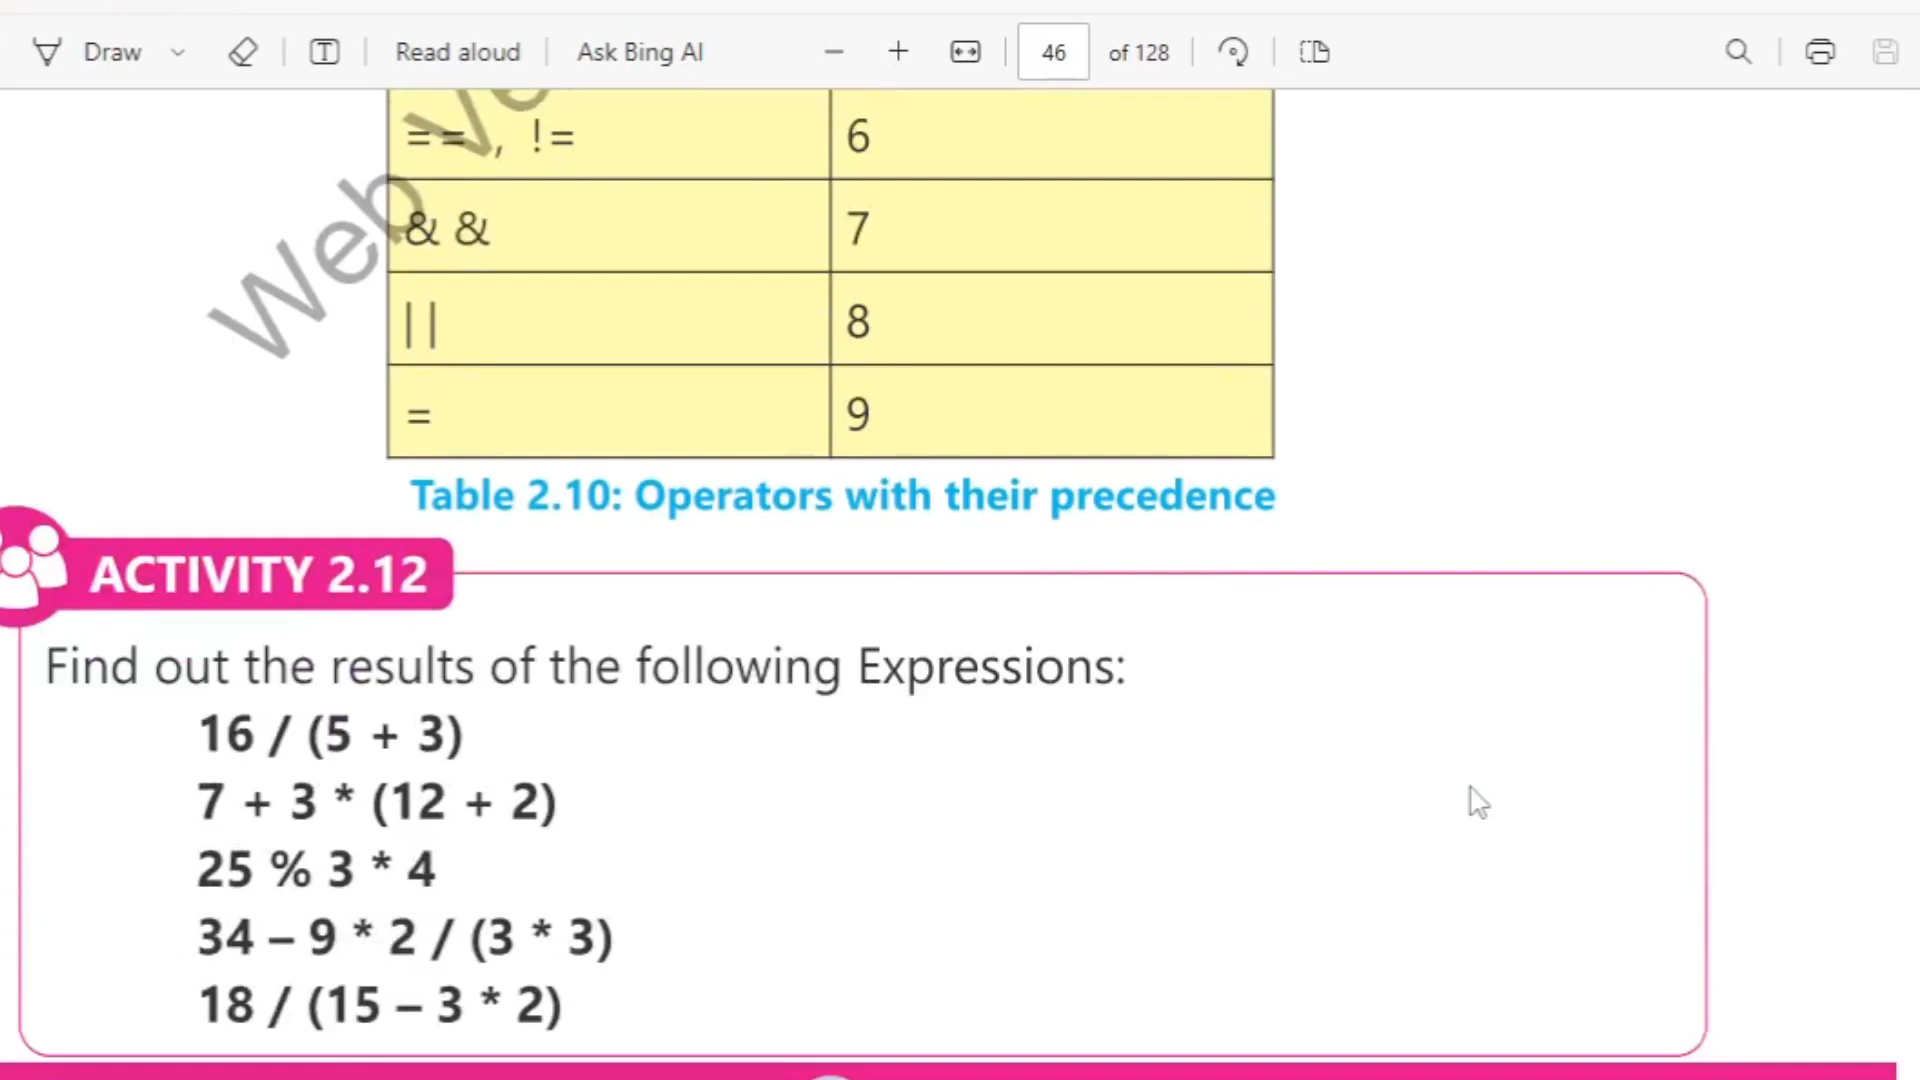 Draw Read aloud Ask Bing AI 46 of 128
== , != 6
& & 7
|| 8
= 9
Web Ve
Table 2.10: Operators with their precedence
ACTIVITY 2.12
Find out the results of the following Expressions:
16 / (5 + 3)
7 + 3 * (12 + 2)
25 % 3 * 4
34 – 9 * 2 / (3 * 3)
18 / (15 – 3 * 2)